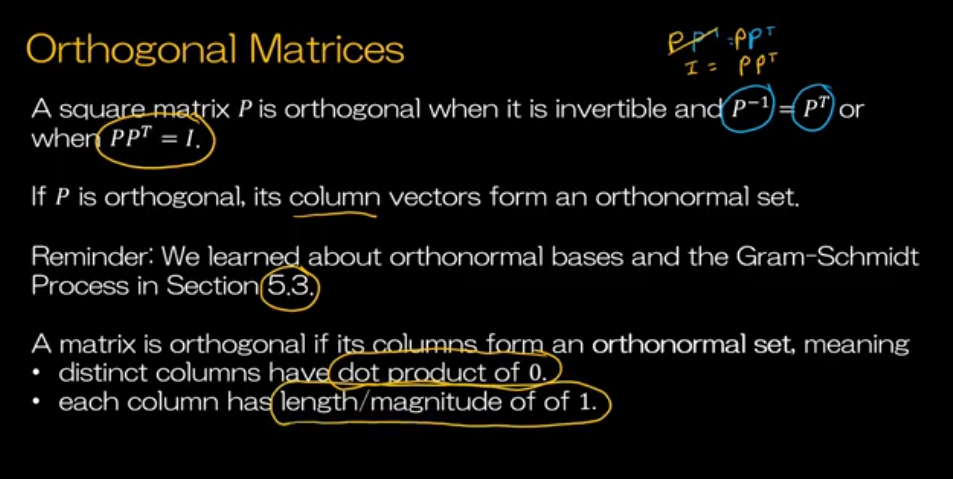 Orthogonal Matrices
PP⁻¹ = PPᵀ
I = PPᵀ
A square matrix P is orthogonal when it is invertible and P⁻¹ = Pᵀ or
when PPᵀ = I.
If P is orthogonal, its column vectors form an orthonormal set.
Reminder: We learned about orthonormal bases and the Gram-Schmidt
Process in Section 5.3.
A matrix is orthogonal if its columns form an orthonormal set, meaning
• distinct columns have dot product of 0.
• each column has length/magnitude of of 1.